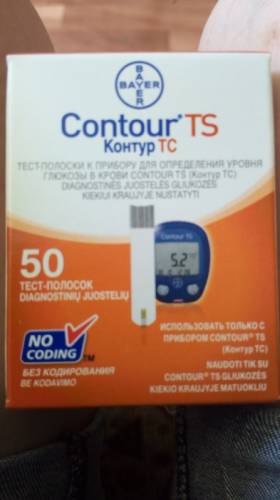 BAYER
BAYER
Contour® TS
Контур ТС
ТЕСТ-ПОЛОСКИ К ПРИБОРУ ДЛЯ ОПРЕДЕЛЕНИЯ УРОВНЯ
ГЛЮКОЗЫ В КРОВИ CONTOUR TS (Контур ТС)
DIAGNOSTINĖS JUOSTELĖS GLIUKOZĖS
KIEKIUI KRAUJYJE NUSTATYTI
Contour TS
5.2
50
ТЕСТ-ПОЛОСОК
DIAGNOSTINIŲ JUOSTELIŲ
NO
CODING
TM
БЕЗ КОДИРОВАНИЯ
BE KODAVIMO
ИСПОЛЬЗОВАТЬ ТОЛЬКО С
ПРИБОРОМ CONTOUR® TS
(Контур ТС)
NAUDOTI TIK SU
CONTOUR® TS GLIUKOZĖS
KIEKIO KRAUJYJE MATUOKLIU